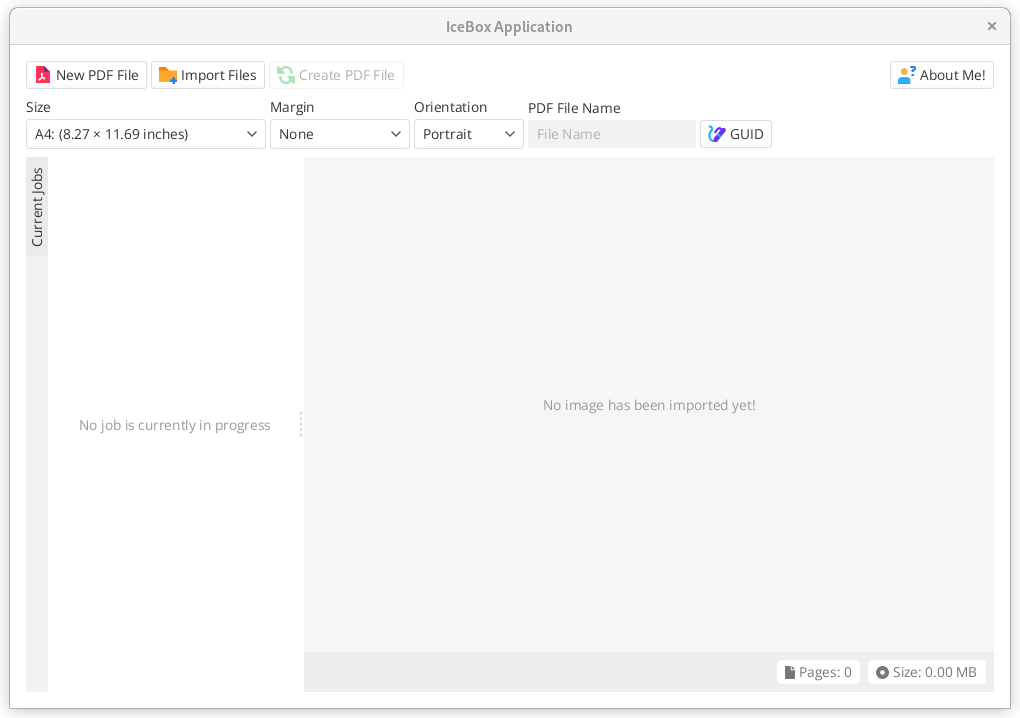 IceBox Application
New PDF File
Import Files
Create PDF File
About Me!
Size
Margin
Orientation
PDF File Name
A4: (8.27 × 11.69 inches)
None
Portrait
File Name
GUID
Current Jobs
No job is currently in progress
No image has been imported yet!
Pages: 0
Size: 0.00 MB